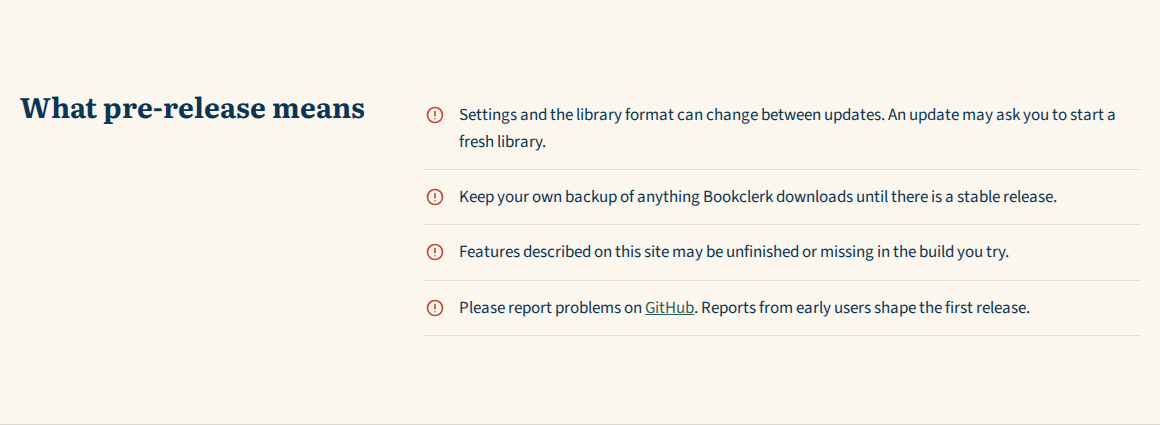 What pre-release means
Settings and the library format can change between updates. An update may ask you to start a
fresh library.
Keep your own backup of anything Bookclerk downloads until there is a stable release.
Features described on this site may be unfinished or missing in the build you try.
Please report problems on GitHub. Reports from early users shape the first release.